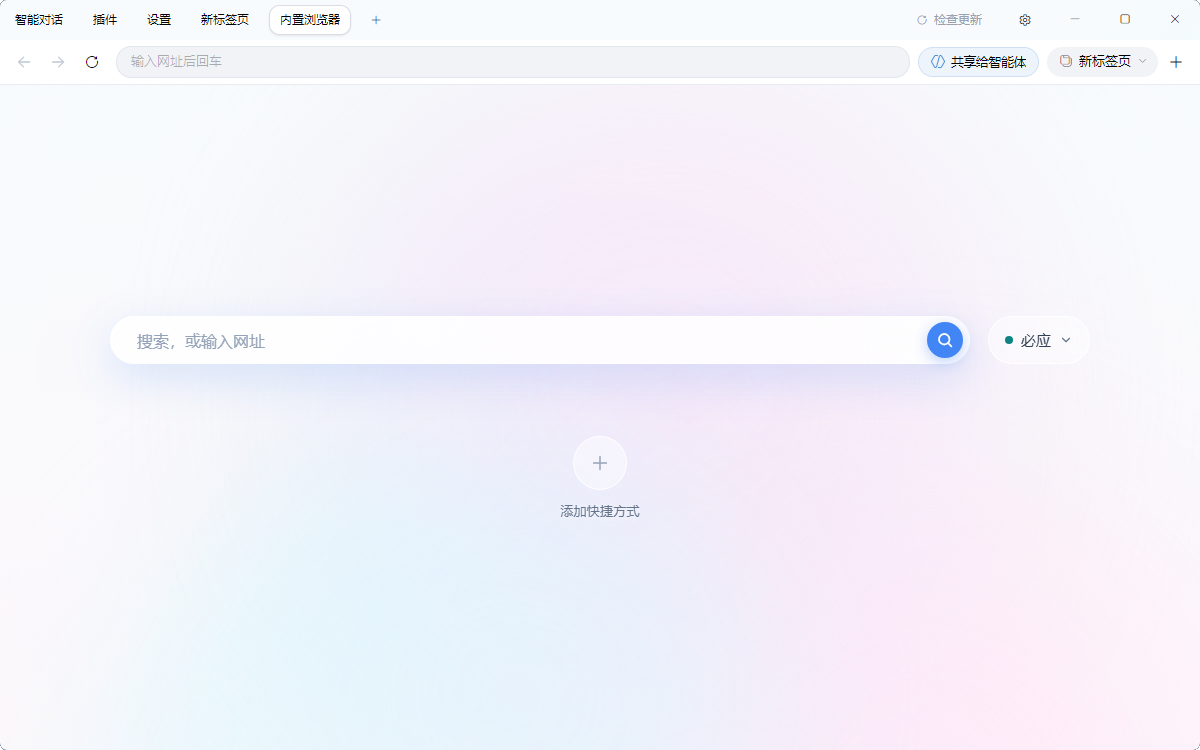 智能对话 插件 设置 新标签页 内置浏览器 检查更新
输入网址后回车 共享给智能体 新标签页
搜索，或输入网址 必应
添加快捷方式